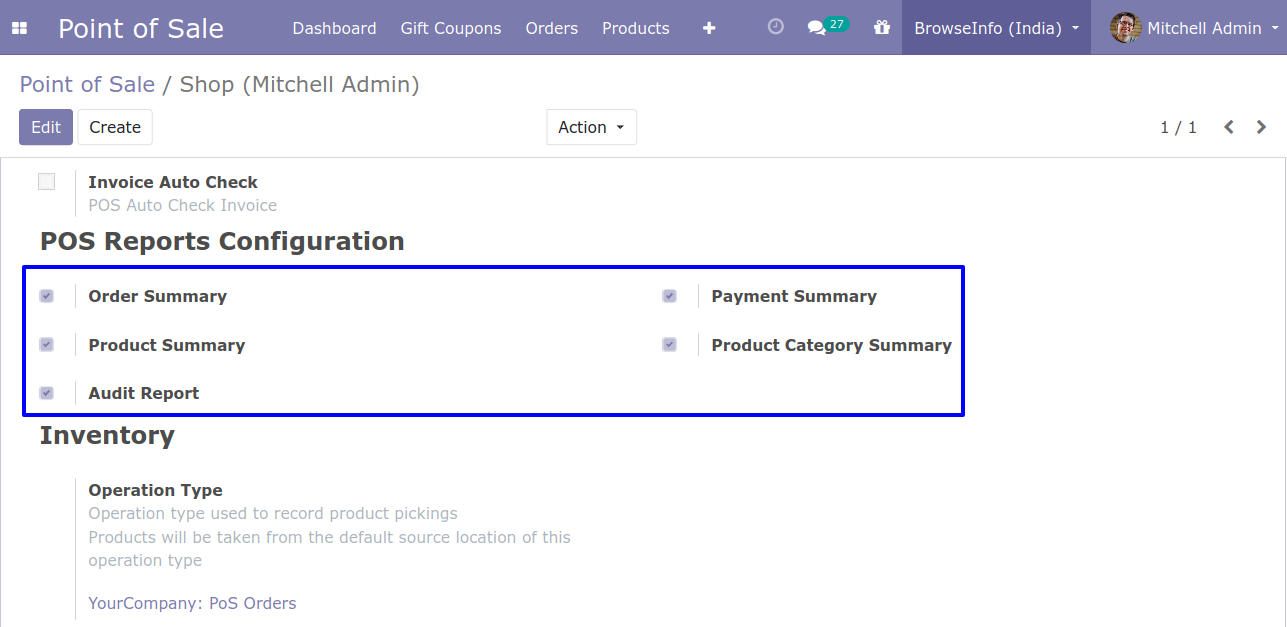 Point of Sale Dashboard Gift Coupons Orders Products 27 BrowseInfo (India) Mitchell Admin
Point of Sale / Shop (Mitchell Admin)
Edit Create Action 1 / 1
Invoice Auto Check
POS Auto Check Invoice
POS Reports Configuration
Order Summary Payment Summary
Product Summary Product Category Summary
Audit Report
Inventory
Operation Type
Operation type used to record product pickings
Products will be taken from the default source location of this
operation type
YourCompany: PoS Orders